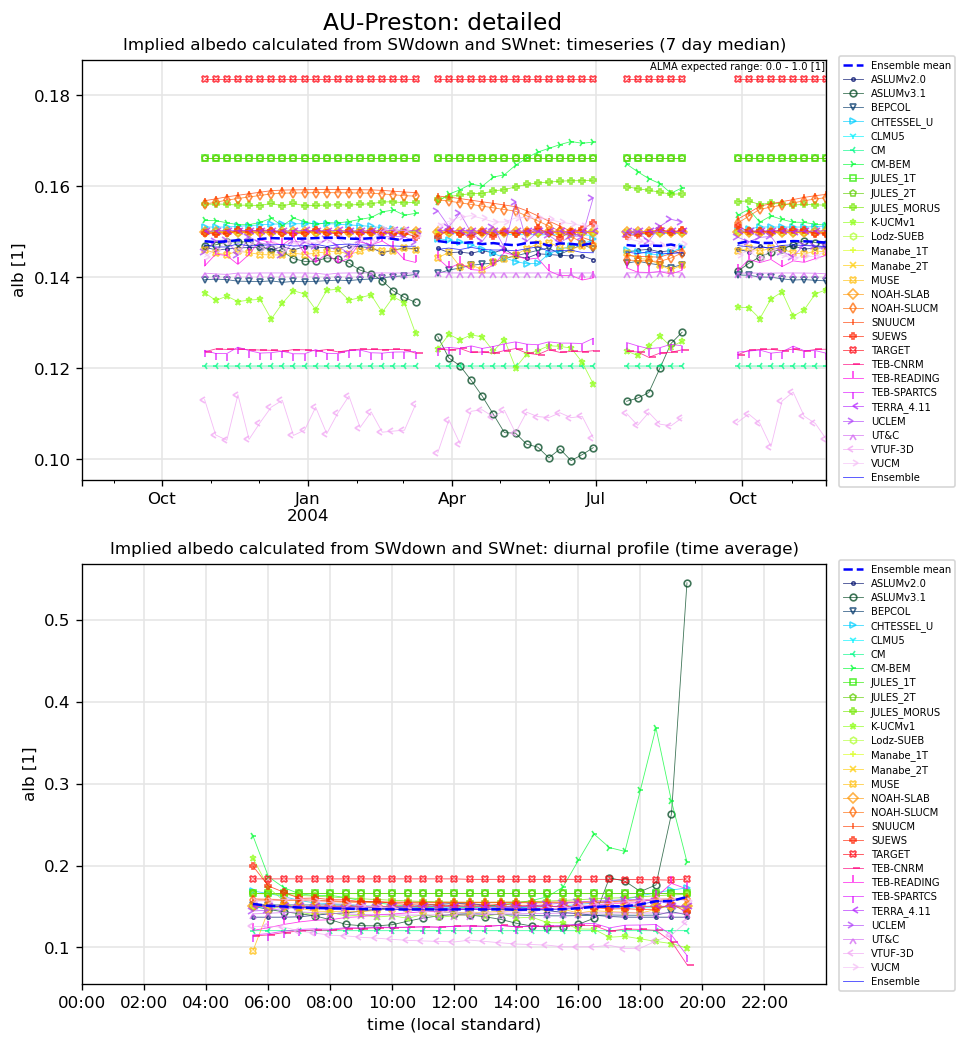 AU-Preston: detailed
Implied albedo calculated from SWdown and SWnet: timeseries (7 day median)
ALMA expected range: 0.0 - 1.0 [1]
alb [1]
0.18
0.16
0.14
0.12
0.10
Oct
Jan
2004
Apr
Jul
Oct
Ensemble mean
ASLUMv2.0
ASLUMv3.1
BEPCOL
CHTESSEL_U
CLMU5
CM
CM-BEM
JULES_1T
JULES_2T
JULES_MORUS
K-UCMv1
Lodz-SUEB
Manabe_1T
Manabe_2T
MUSE
NOAH-SLAB
NOAH-SLUCM
SNUUCM
SUEWS
TARGET
TEB-CNRM
TEB-READING
TEB-SPARTCS
TERRA_4.11
UCLEM
UT&C
VTUF-3D
VUCM
Ensemble
Implied albedo calculated from SWdown and SWnet: diurnal profile (time average)
alb [1]
0.5
0.4
0.3
0.2
0.1
00:00
02:00
04:00
06:00
08:00
10:00
12:00
14:00
16:00
18:00
20:00
22:00
time (local standard)
Ensemble mean
ASLUMv2.0
ASLUMv3.1
BEPCOL
CHTESSEL_U
CLMU5
CM
CM-BEM
JULES_1T
JULES_2T
JULES_MORUS
K-UCMv1
Lodz-SUEB
Manabe_1T
Manabe_2T
MUSE
NOAH-SLAB
NOAH-SLUCM
SNUUCM
SUEWS
TARGET
TEB-CNRM
TEB-READING
TEB-SPARTCS
TERRA_4.11
UCLEM
UT&C
VTUF-3D
VUCM
Ensemble